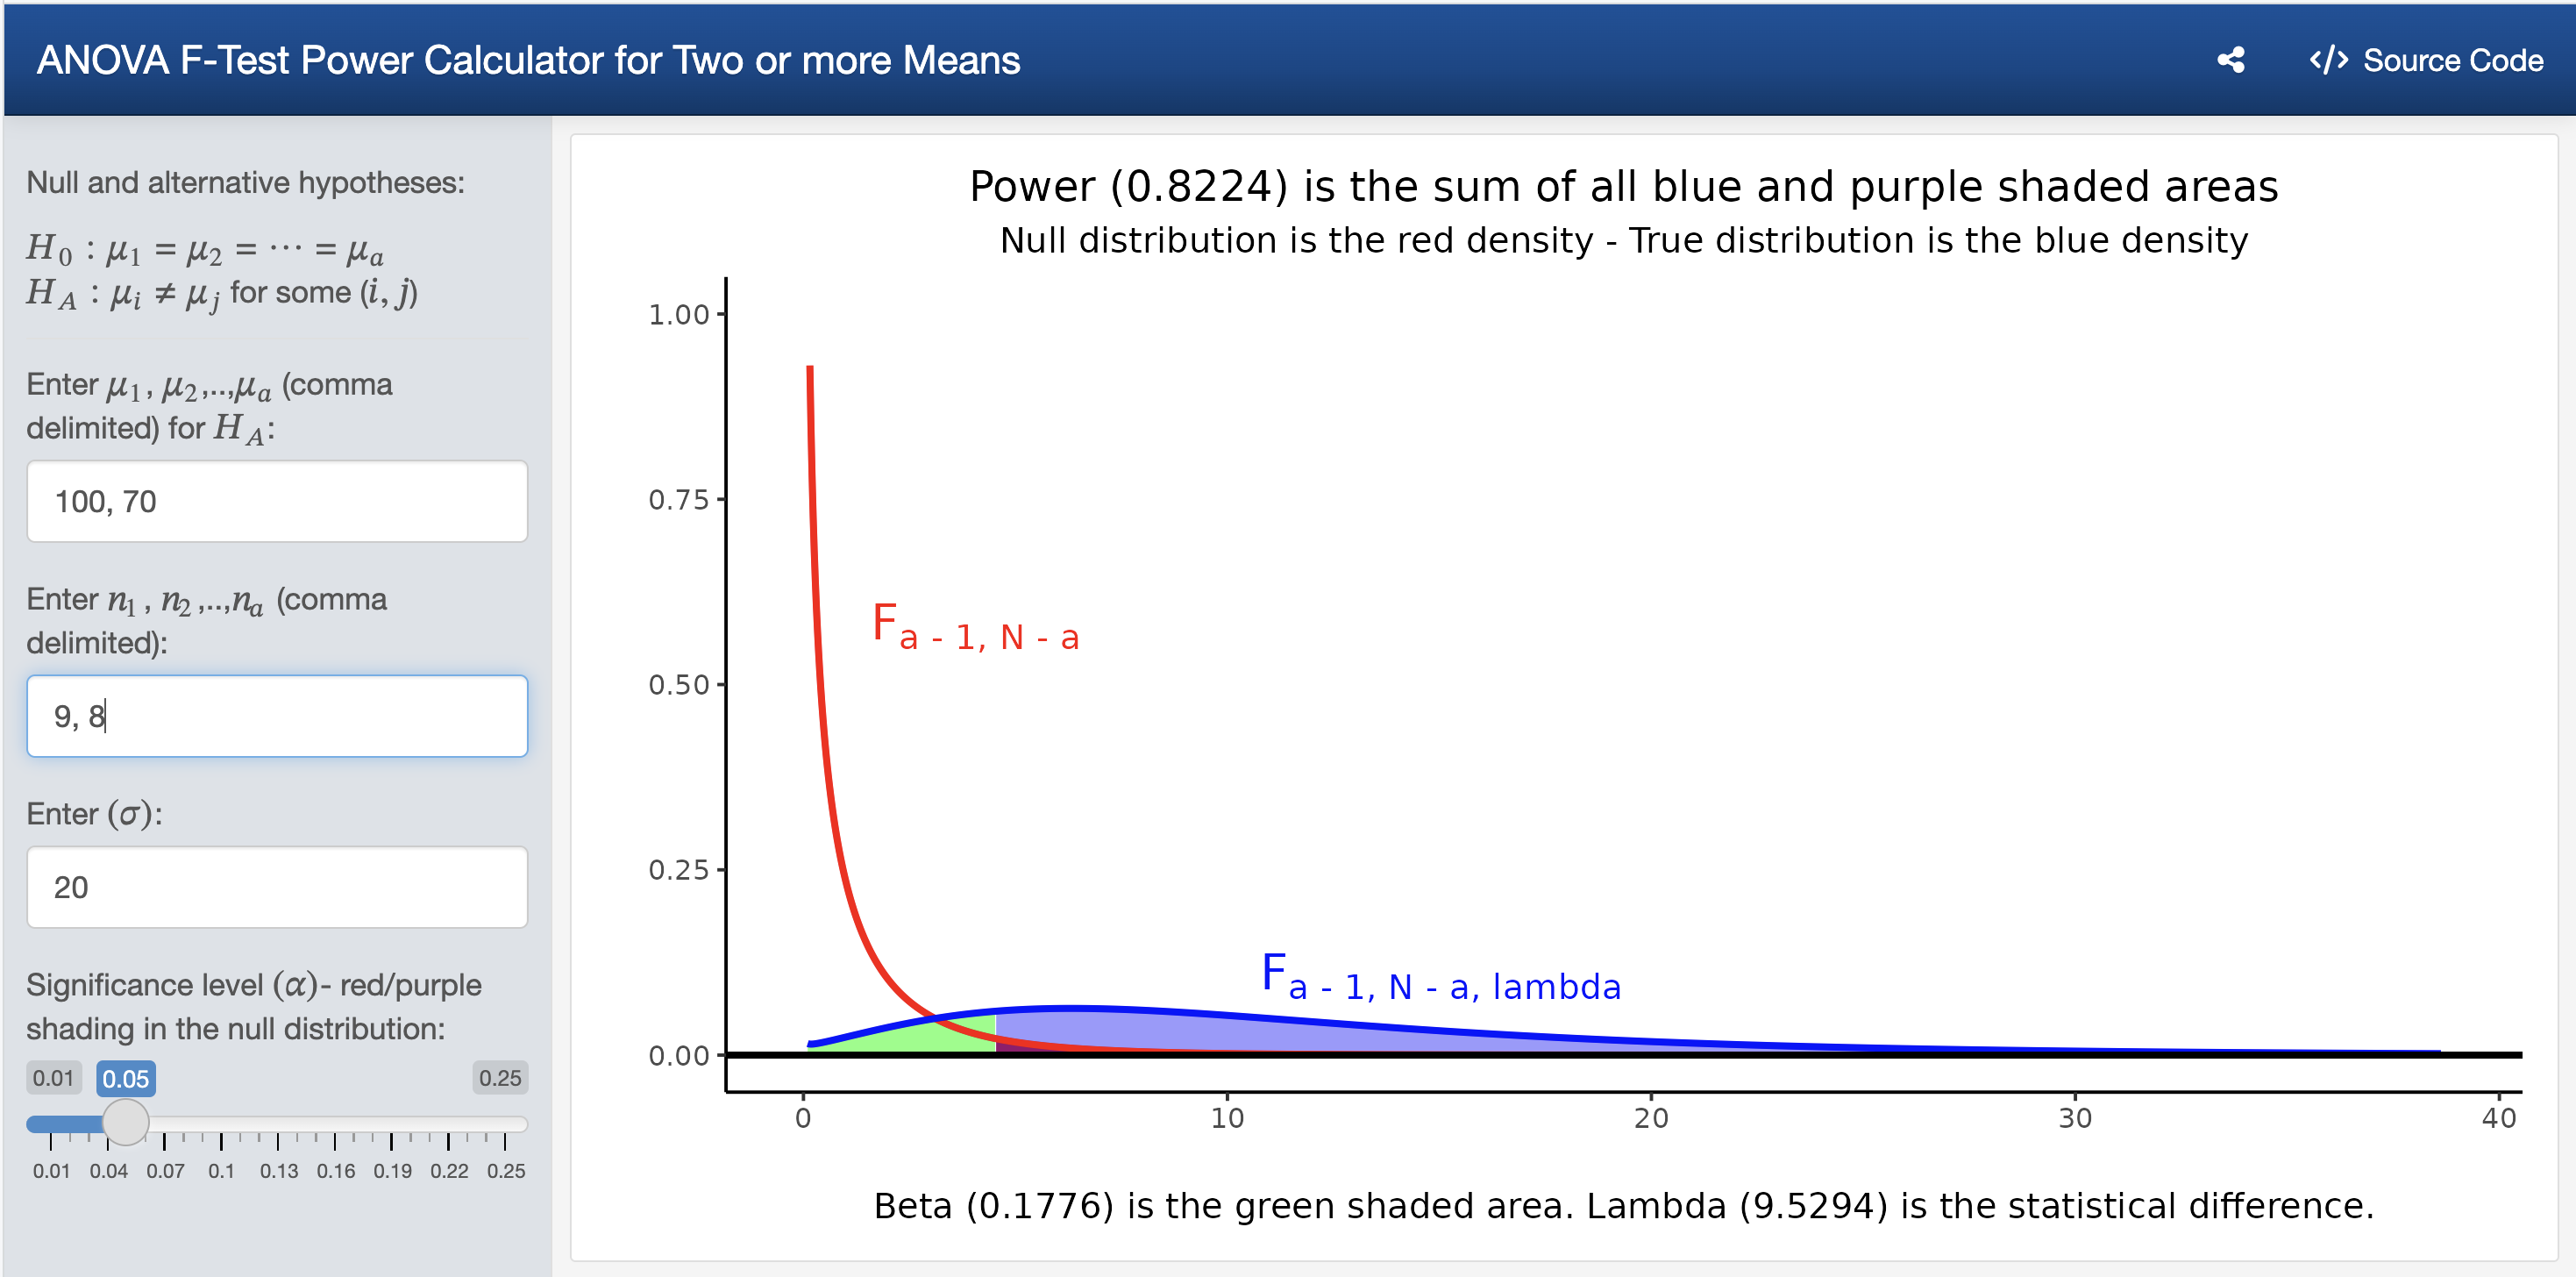 ANOVA F-Test Power Calculator for Two or more Means
</> Source Code
Null and alternative hypotheses:
H₀ : μ₁ = μ₂ = ⋯ = μₐ
H_A : μᵢ ≠ μⱼ for some (i, j)
Enter μ₁, μ₂,..,μₐ (comma
delimited) for H_A:
100, 70
Enter n₁, n₂,..,nₐ (comma
delimited):
9, 8
Enter (σ):
20
Significance level (α)- red/purple
shading in the null distribution:
0.01 0.05 0.25
0.01 0.04 0.07 0.1 0.13 0.16 0.19 0.22 0.25
Power (0.8224) is the sum of all blue and purple shaded areas
Null distribution is the red density - True distribution is the blue density
1.00
0.75
F a - 1, N - a
0.50
0.25
F a - 1, N - a, lambda
0.00
0 10 20 30 40
Beta (0.1776) is the green shaded area. Lambda (9.5294) is the statistical difference.